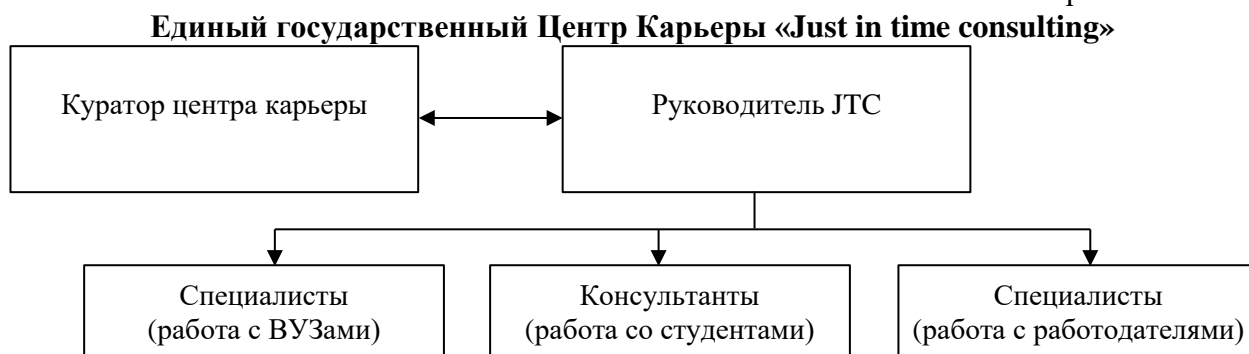 Единый государственный Центр Карьеры «Just in time consulting»
Куратор центра карьеры
Руководитель JTC
Специалисты
(работа с ВУЗами)
Консультанты
(работа со студентами)
Специалисты
(работа с работодателями)